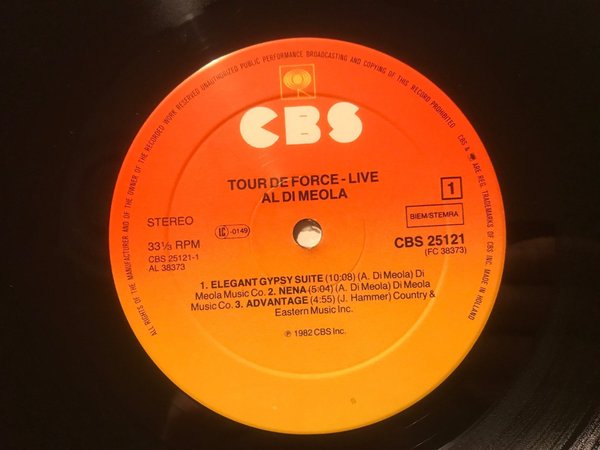 ALL RIGHTS OF THE MANUFACTURER AND OF THE OWNER OF THE RECORDED WORK RESERVED UNAUTHORIZED PUBLIC PERFORMANCE BROADCASTING AND COPYING OF THIS RECORD PROHIBITED
CBS & ARE REG. TRADEMARKS OF CBS INC. MADE IN HOLLAND
CBS
TOUR DE FORCE - LIVE
AL DI MEOLA
STEREO
33⅓ RPM
CBS 25121-1
AL 38373
LC -0149
1
BIEM/STEMRA
CBS 25121
(FC 38373)
1. ELEGANT GYPSY SUITE (10:08) (A. Di Meola) Di
Meola Music Co. 2. NENA (5:04) (A. Di Meola) Di Meola
Music Co. 3. ADVANTAGE (4:55) (J. Hammer) Country &
Eastern Music Inc.
℗ 1982 CBS Inc.